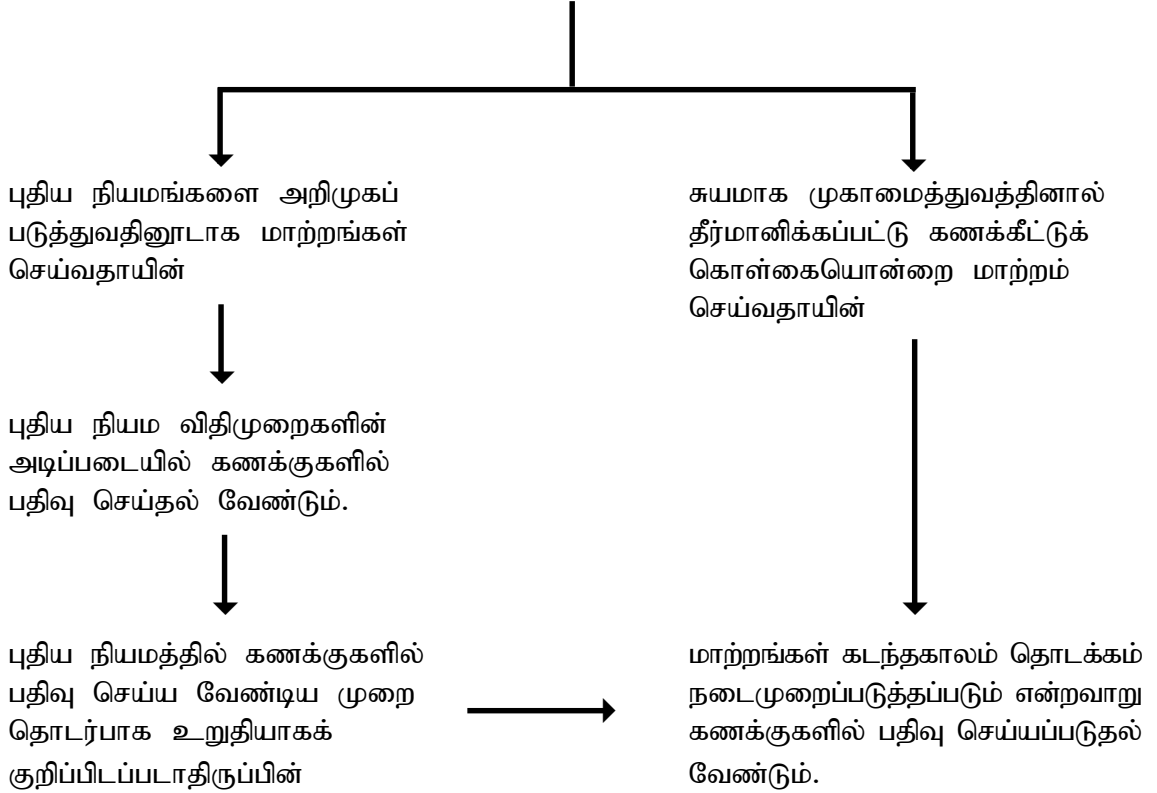 புதிய நியமங்களை அறிமுகப்
படுத்துவதினூடாக மாற்றங்கள்
செய்வதாயின்
சுயமாக முகாமைத்துவத்தினால்
தீர்மானிக்கப்பட்டு கணக்கீட்டுக்
கொள்கையொன்றை மாற்றம்
செய்வதாயின்
புதிய நியம விதிமுறைகளின்
அடிப்படையில் கணக்குகளில்
பதிவு செய்தல் வேண்டும்.
புதிய நியமத்தில் கணக்குகளில்
பதிவு செய்ய வேண்டிய முறை
தொடர்பாக உறுதியாகக்
குறிப்பிடப்படாதிருப்பின்
மாற்றங்கள் கடந்தகாலம் தொடக்கம்
நடைமுறைப்படுத்தப்படும் என்றவாறு
கணக்குகளில் பதிவு செய்யப்படுதல்
வேண்டும்.